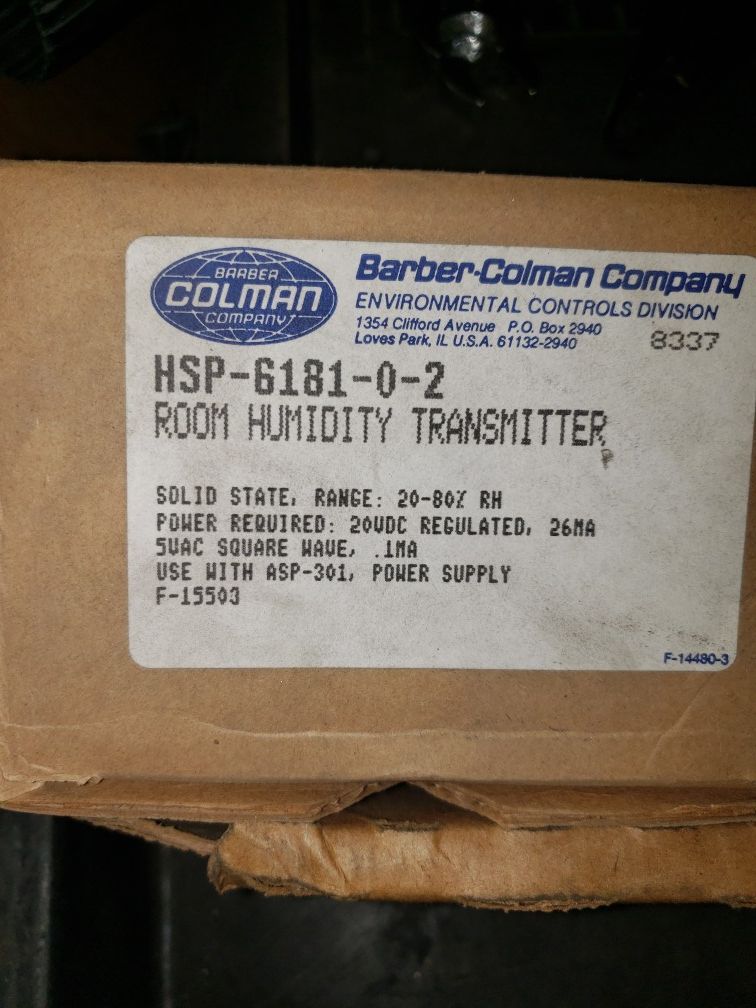 BARBER
COLMAN
COMPANY
Barber-Colman Company
ENVIRONMENTAL CONTROLS DIVISION
1354 Clifford Avenue P.O. Box 2940
Loves Park, IL U.S.A. 61132-2940
8337
HSP-6181-0-2
ROOM HUMIDITY TRANSMITTER
SOLID STATE, RANGE: 20-80% RH
POWER REQUIRED: 20VDC REGULATED, 26MA
5VAC SQUARE WAVE, .1MA
USE WITH ASP-301, POWER SUPPLY
F-15503
F-14480-3